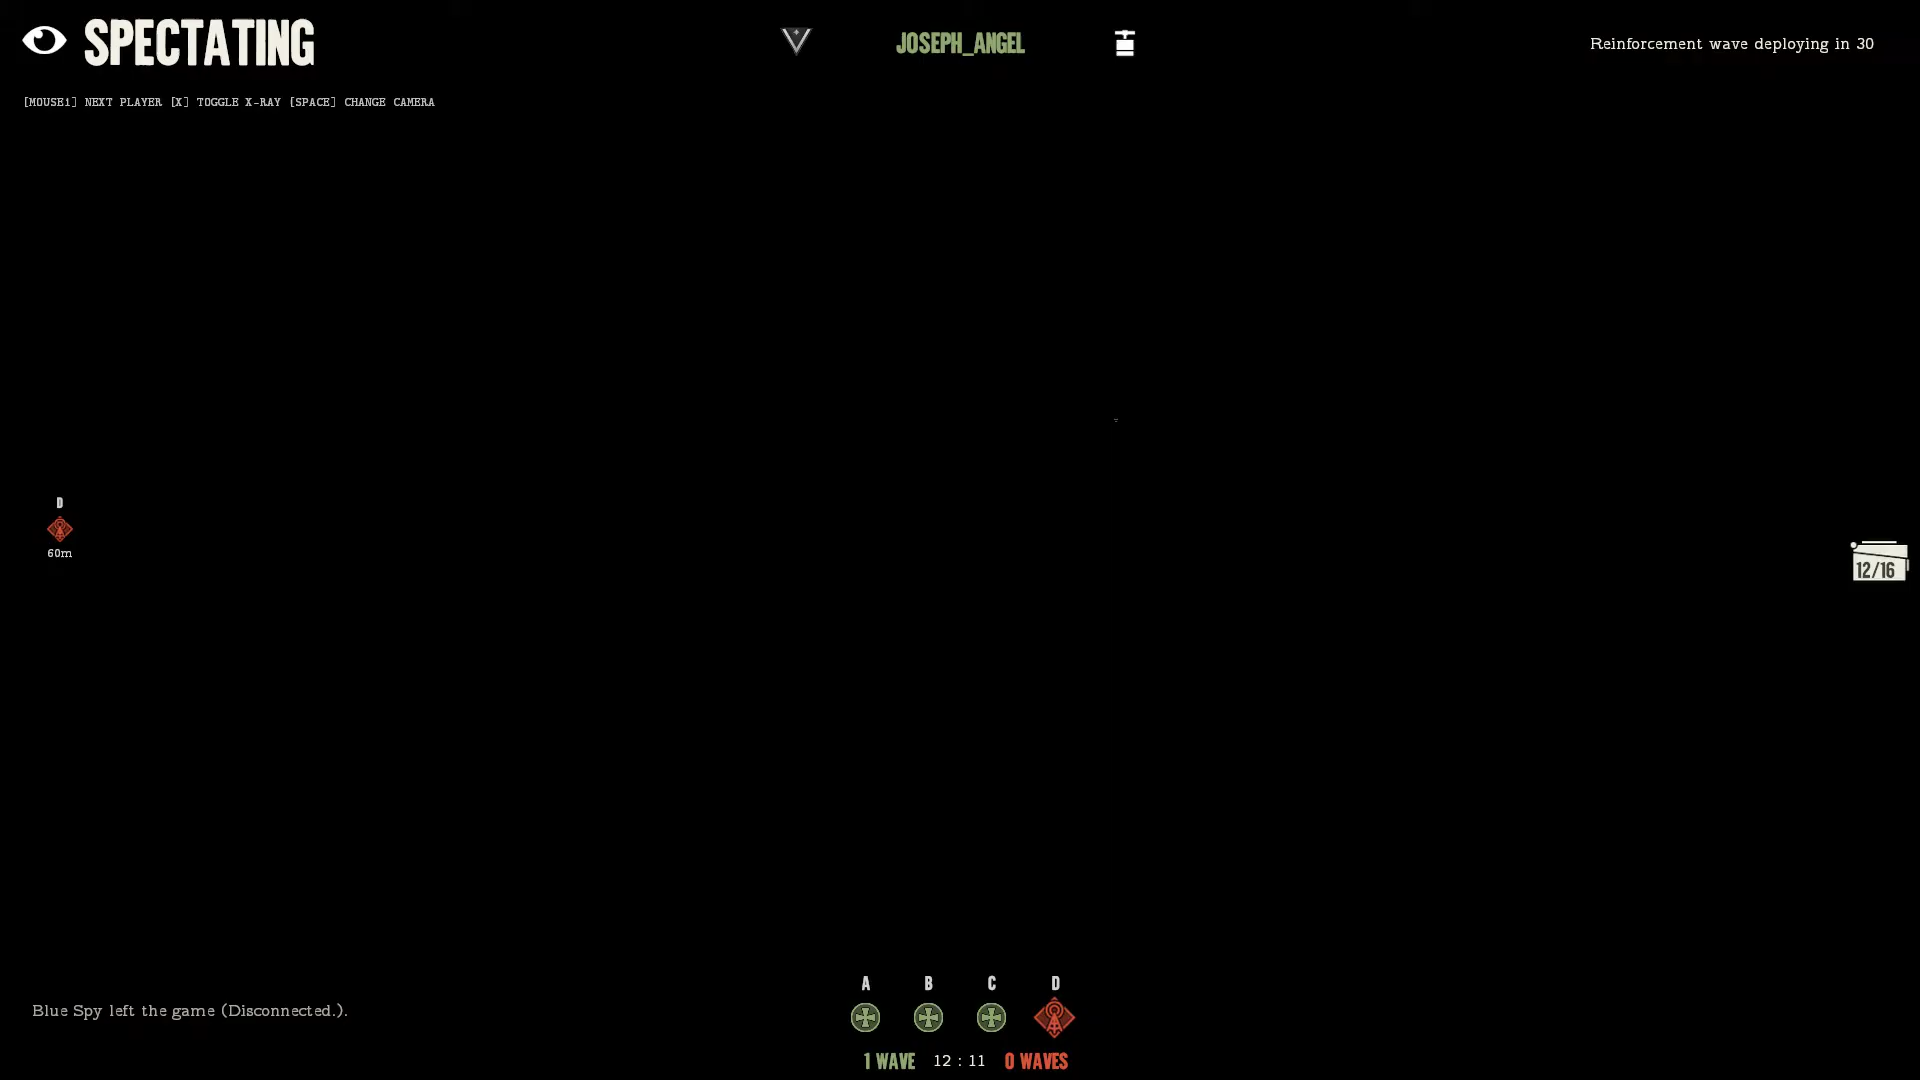 SPECTATING
JOSEPH_ANGEL
Reinforcement wave deploying in 30
[MOUSE1] NEXT PLAYER [X] TOGGLE X-RAY [SPACE] CHANGE CAMERA
D
60m
12/16
A B C D
Blue Spy left the game (Disconnected.).
1 WAVE 12 : 11 0 WAVES